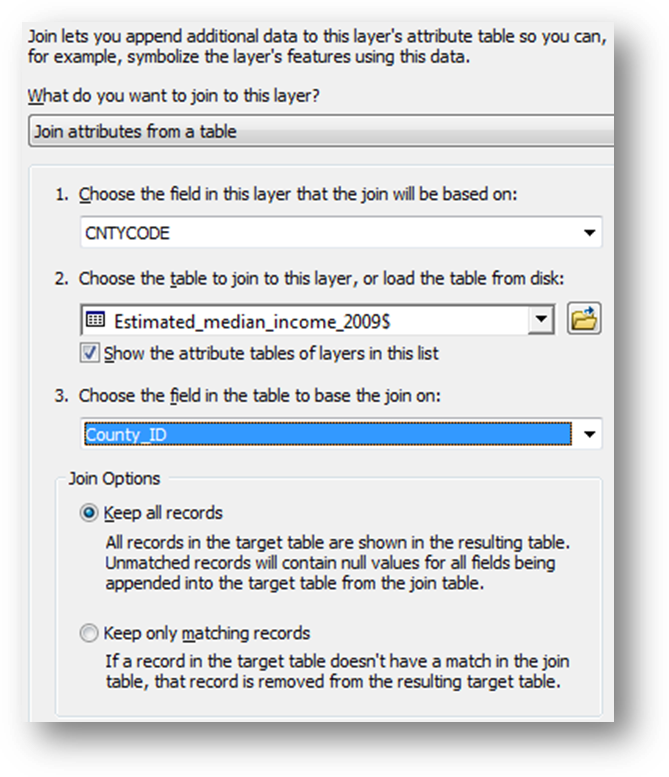 Join lets you append additional data to this layer's attribute table so you can,
for example, symbolize the layer's features using this data.
What do you want to join to this layer?
Join attributes from a table
1. Choose the field in this layer that the join will be based on:
CNTYCODE
2. Choose the table to join to this layer, or load the table from disk:
Estimated_median_income_2009$
Show the attribute tables of layers in this list
3. Choose the field in the table to base the join on:
County_ID
Join Options
Keep all records
All records in the target table are shown in the resulting table.
Unmatched records will contain null values for all fields being
appended into the target table from the join table.
Keep only matching records
If a record in the target table doesn't have a match in the join
table, that record is removed from the resulting target table.